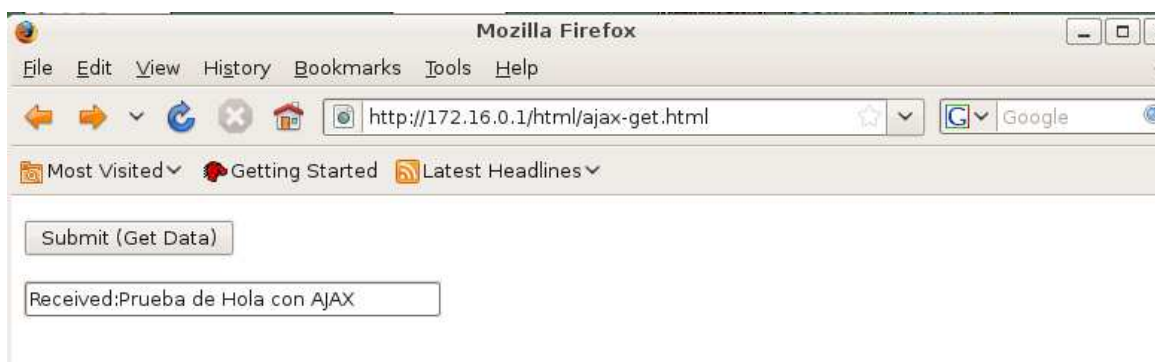 Mozilla Firefox
File Edit View History Bookmarks Tools Help
http://172.16.0.1/html/ajax-get.html
G Google
Most Visited Getting Started Latest Headlines
Submit (Get Data)
Received:Prueba de Hola con AJAX